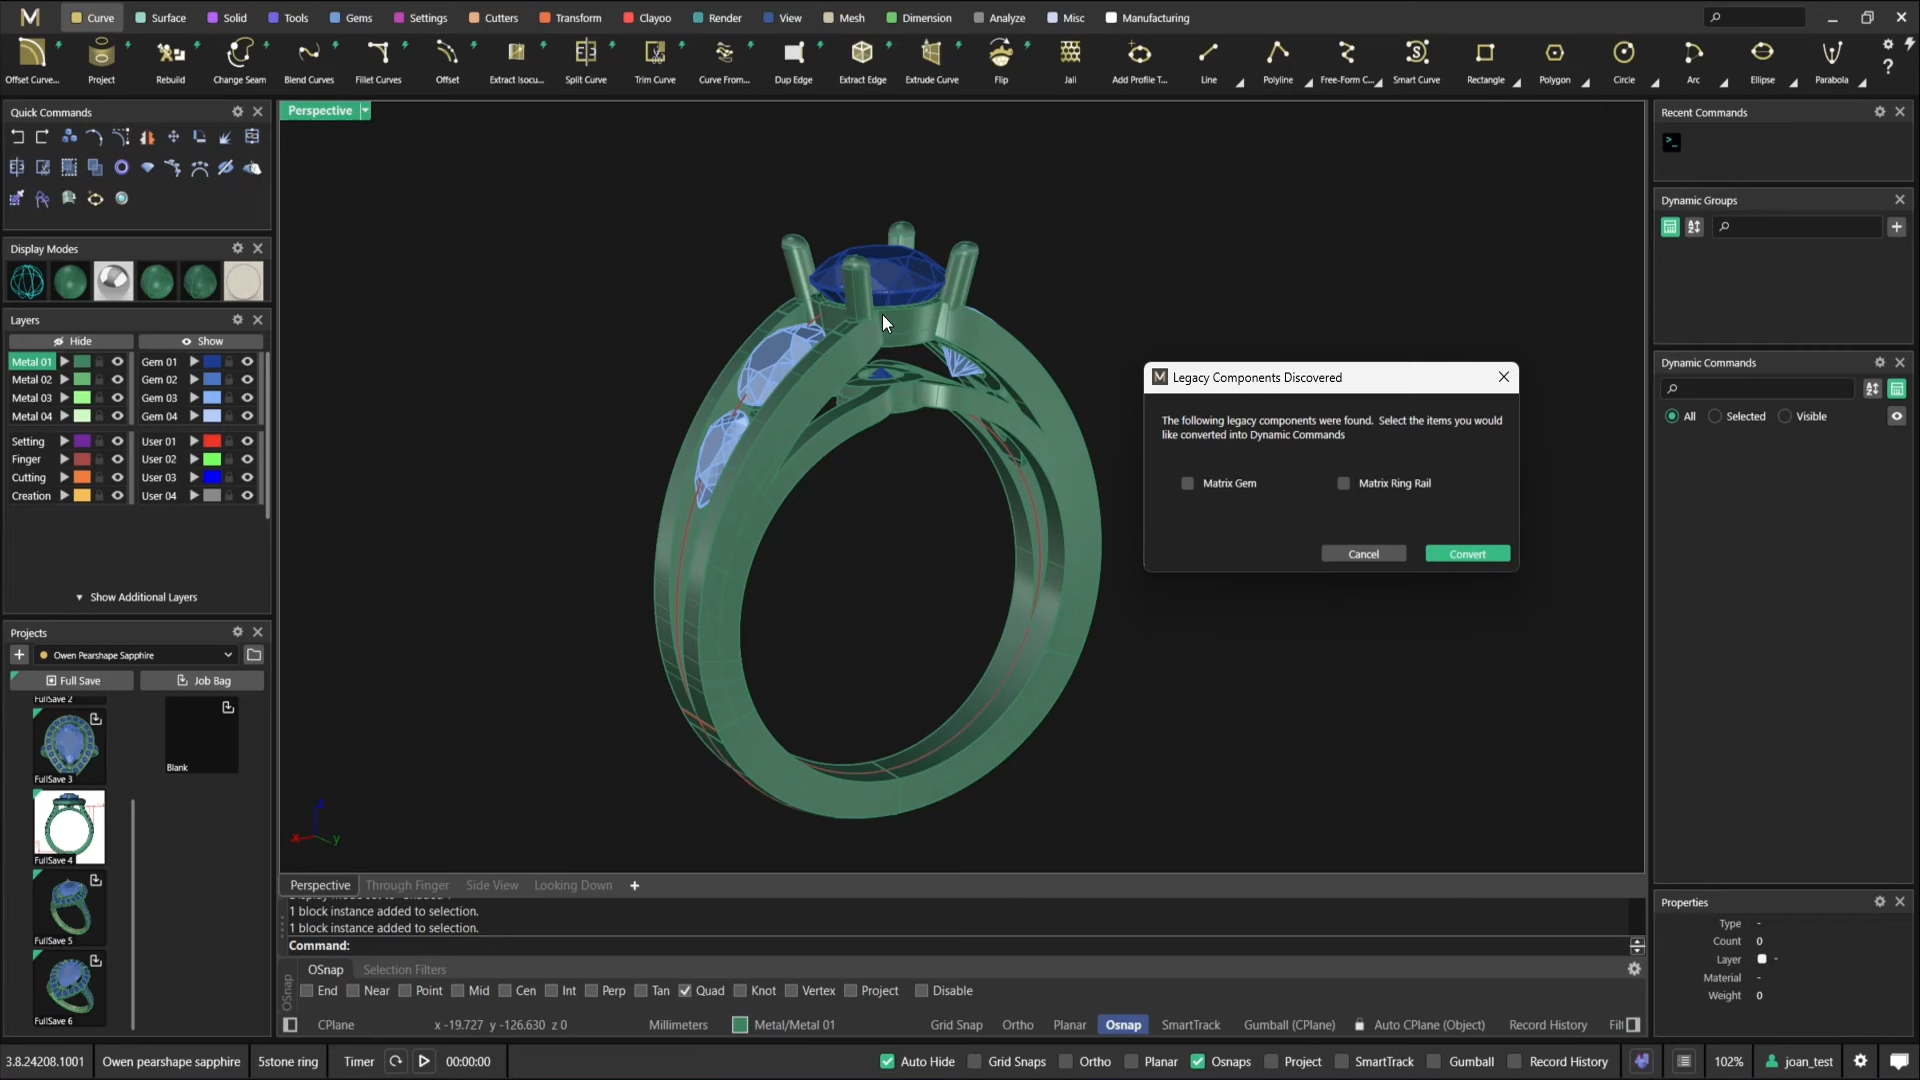 Curve Surface Solid Tools Gems Settings Cutters Transform Clayoo Render View Mesh Dimension Analyze Misc Manufacturing
Offset Curve... Project Rebuild Change Seam Blend Curves Fillet Curves Offset Extract Isocu... Split Curve Trim Curve Curve From... Dup Edge Extract Edge Extrude Curve Flip Jali Add Profile T... Line Polyline Free-Form C... Smart Curve Rectangle Polygon Circle Arc Ellipse Parabola
Quick Commands
Display Modes
Layers
Hide Show
Metal 01 Gem 01
Metal 02 Gem 02
Metal 03 Gem 03
Metal 04 Gem 04
Setting User 01
Finger User 02
Cutting User 03
Creation User 04
Show Additional Layers
Projects
Owen Pearshape Sapphire
Full Save Job Bag
FullSave 2
FullSave 3
Blank
FullSave 4
FullSave 5
FullSave 6
Perspective
Legacy Components Discovered
The following legacy components were found. Select the items you would
like converted into Dynamic Commands
Matrix Gem Matrix Ring Rail
Cancel Convert
x y
Perspective Through Finger Side View Looking Down +
1 block instance added to selection.
1 block instance added to selection.
Command:
OSnap
OSnap Selection Filters
End Near Point Mid Cen Int Perp Tan Quad Knot Vertex Project Disable
CPlane x -19.727 y -126.630 z 0 Millimeters Metal/Metal 01 Grid Snap Ortho Planar Osnap SmartTrack Gumball (CPlane) Auto CPlane (Object) Record History Filt
Recent Commands
Dynamic Groups
Dynamic Commands
All Selected Visible
Properties
Type -
Count 0
Layer -
Material -
Weight 0
3.8.24208.1001 Owen pearshape sapphire 5stone ring Timer 00:00:00 Auto Hide Grid Snaps Ortho Planar Osnaps Project SmartTrack Gumball Record History 102% joan_test